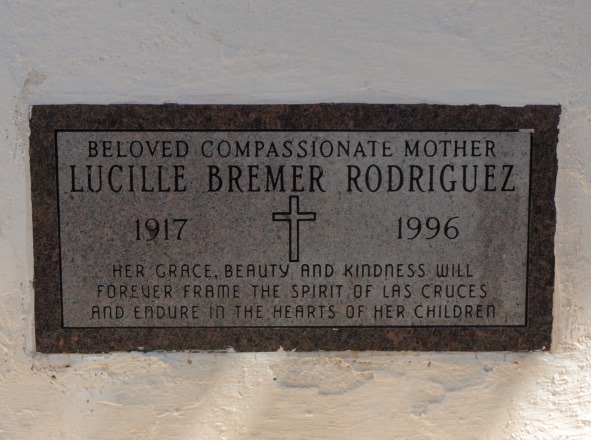 BELOVED COMPASSIONATE MOTHER
LUCILLE BREMER RODRIGUEZ
1917 1996
HER GRACE, BEAUTY AND KINDNESS WILL
FOREVER FRAME THE SPIRIT OF LAS CRUCES
AND ENDURE IN THE HEARTS OF HER CHILDREN